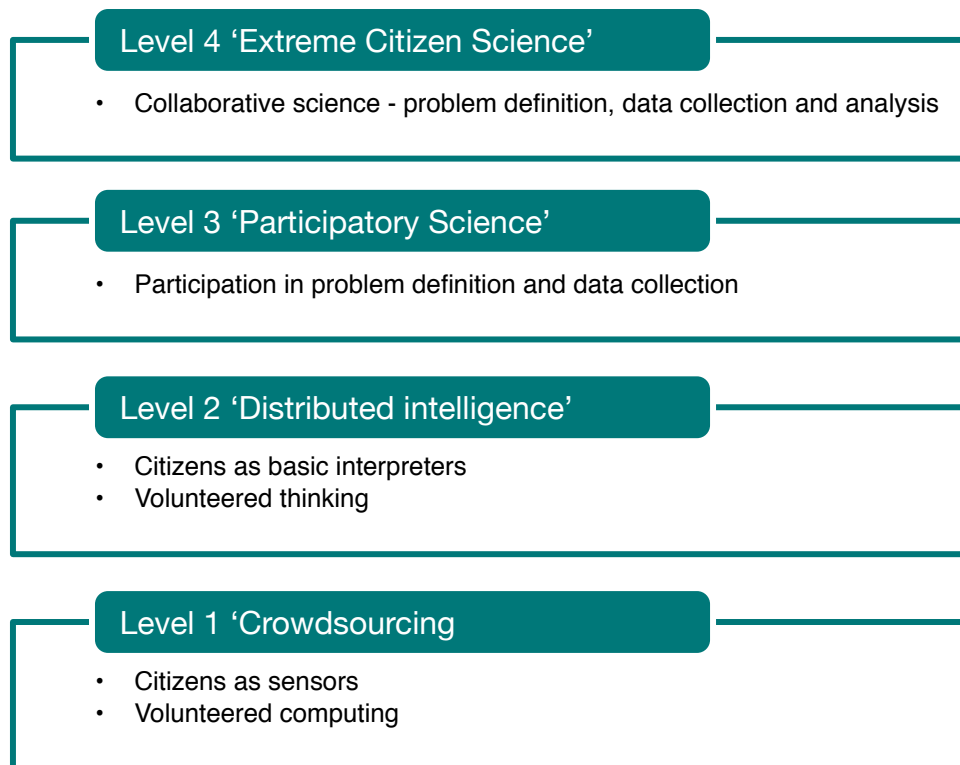 Level 4 ‘Extreme Citizen Science’
• Collaborative science - problem definition, data collection and analysis
Level 3 ‘Participatory Science’
• Participation in problem definition and data collection
Level 2 ‘Distributed intelligence’
• Citizens as basic interpreters
• Volunteered thinking
Level 1 ‘Crowdsourcing
• Citizens as sensors
• Volunteered computing